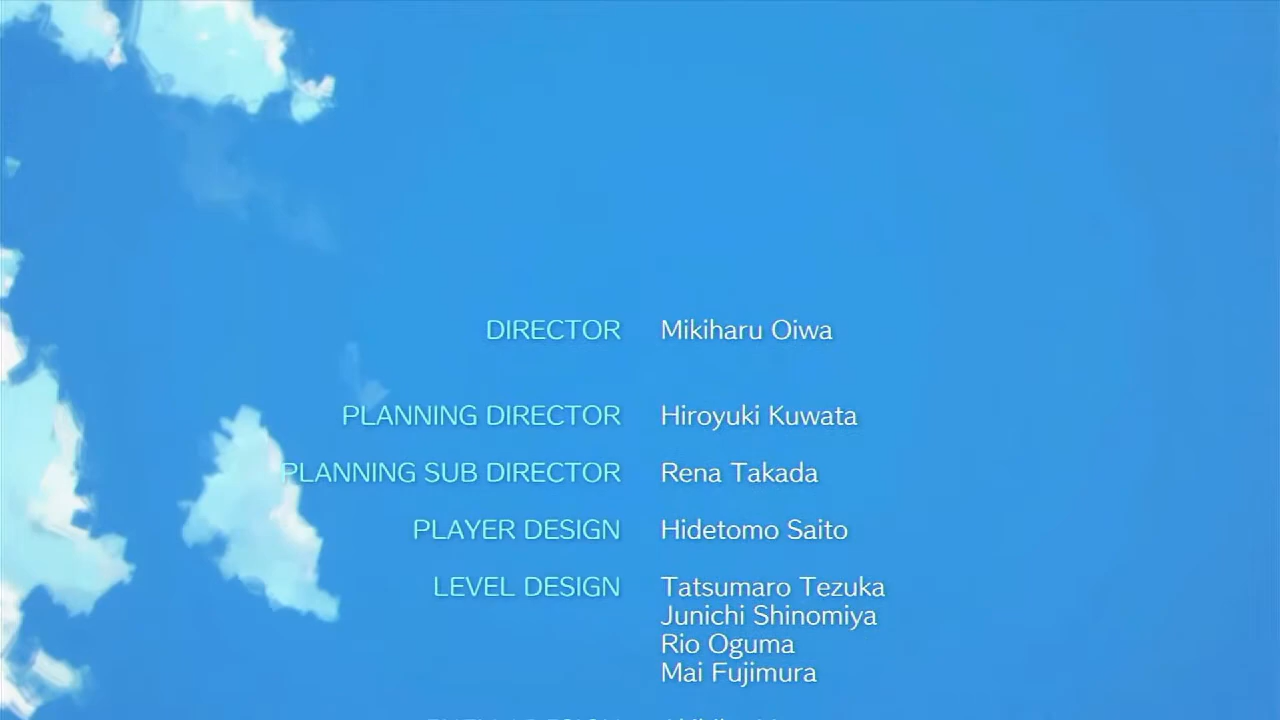 DIRECTOR Mikiharu Oiwa
PLANNING DIRECTOR Hiroyuki Kuwata
PLANNING SUB DIRECTOR Rena Takada
PLAYER DESIGN Hidetomo Saito
LEVEL DESIGN Tatsumaro Tezuka
Junichi Shinomiya
Rio Oguma
Mai Fujimura